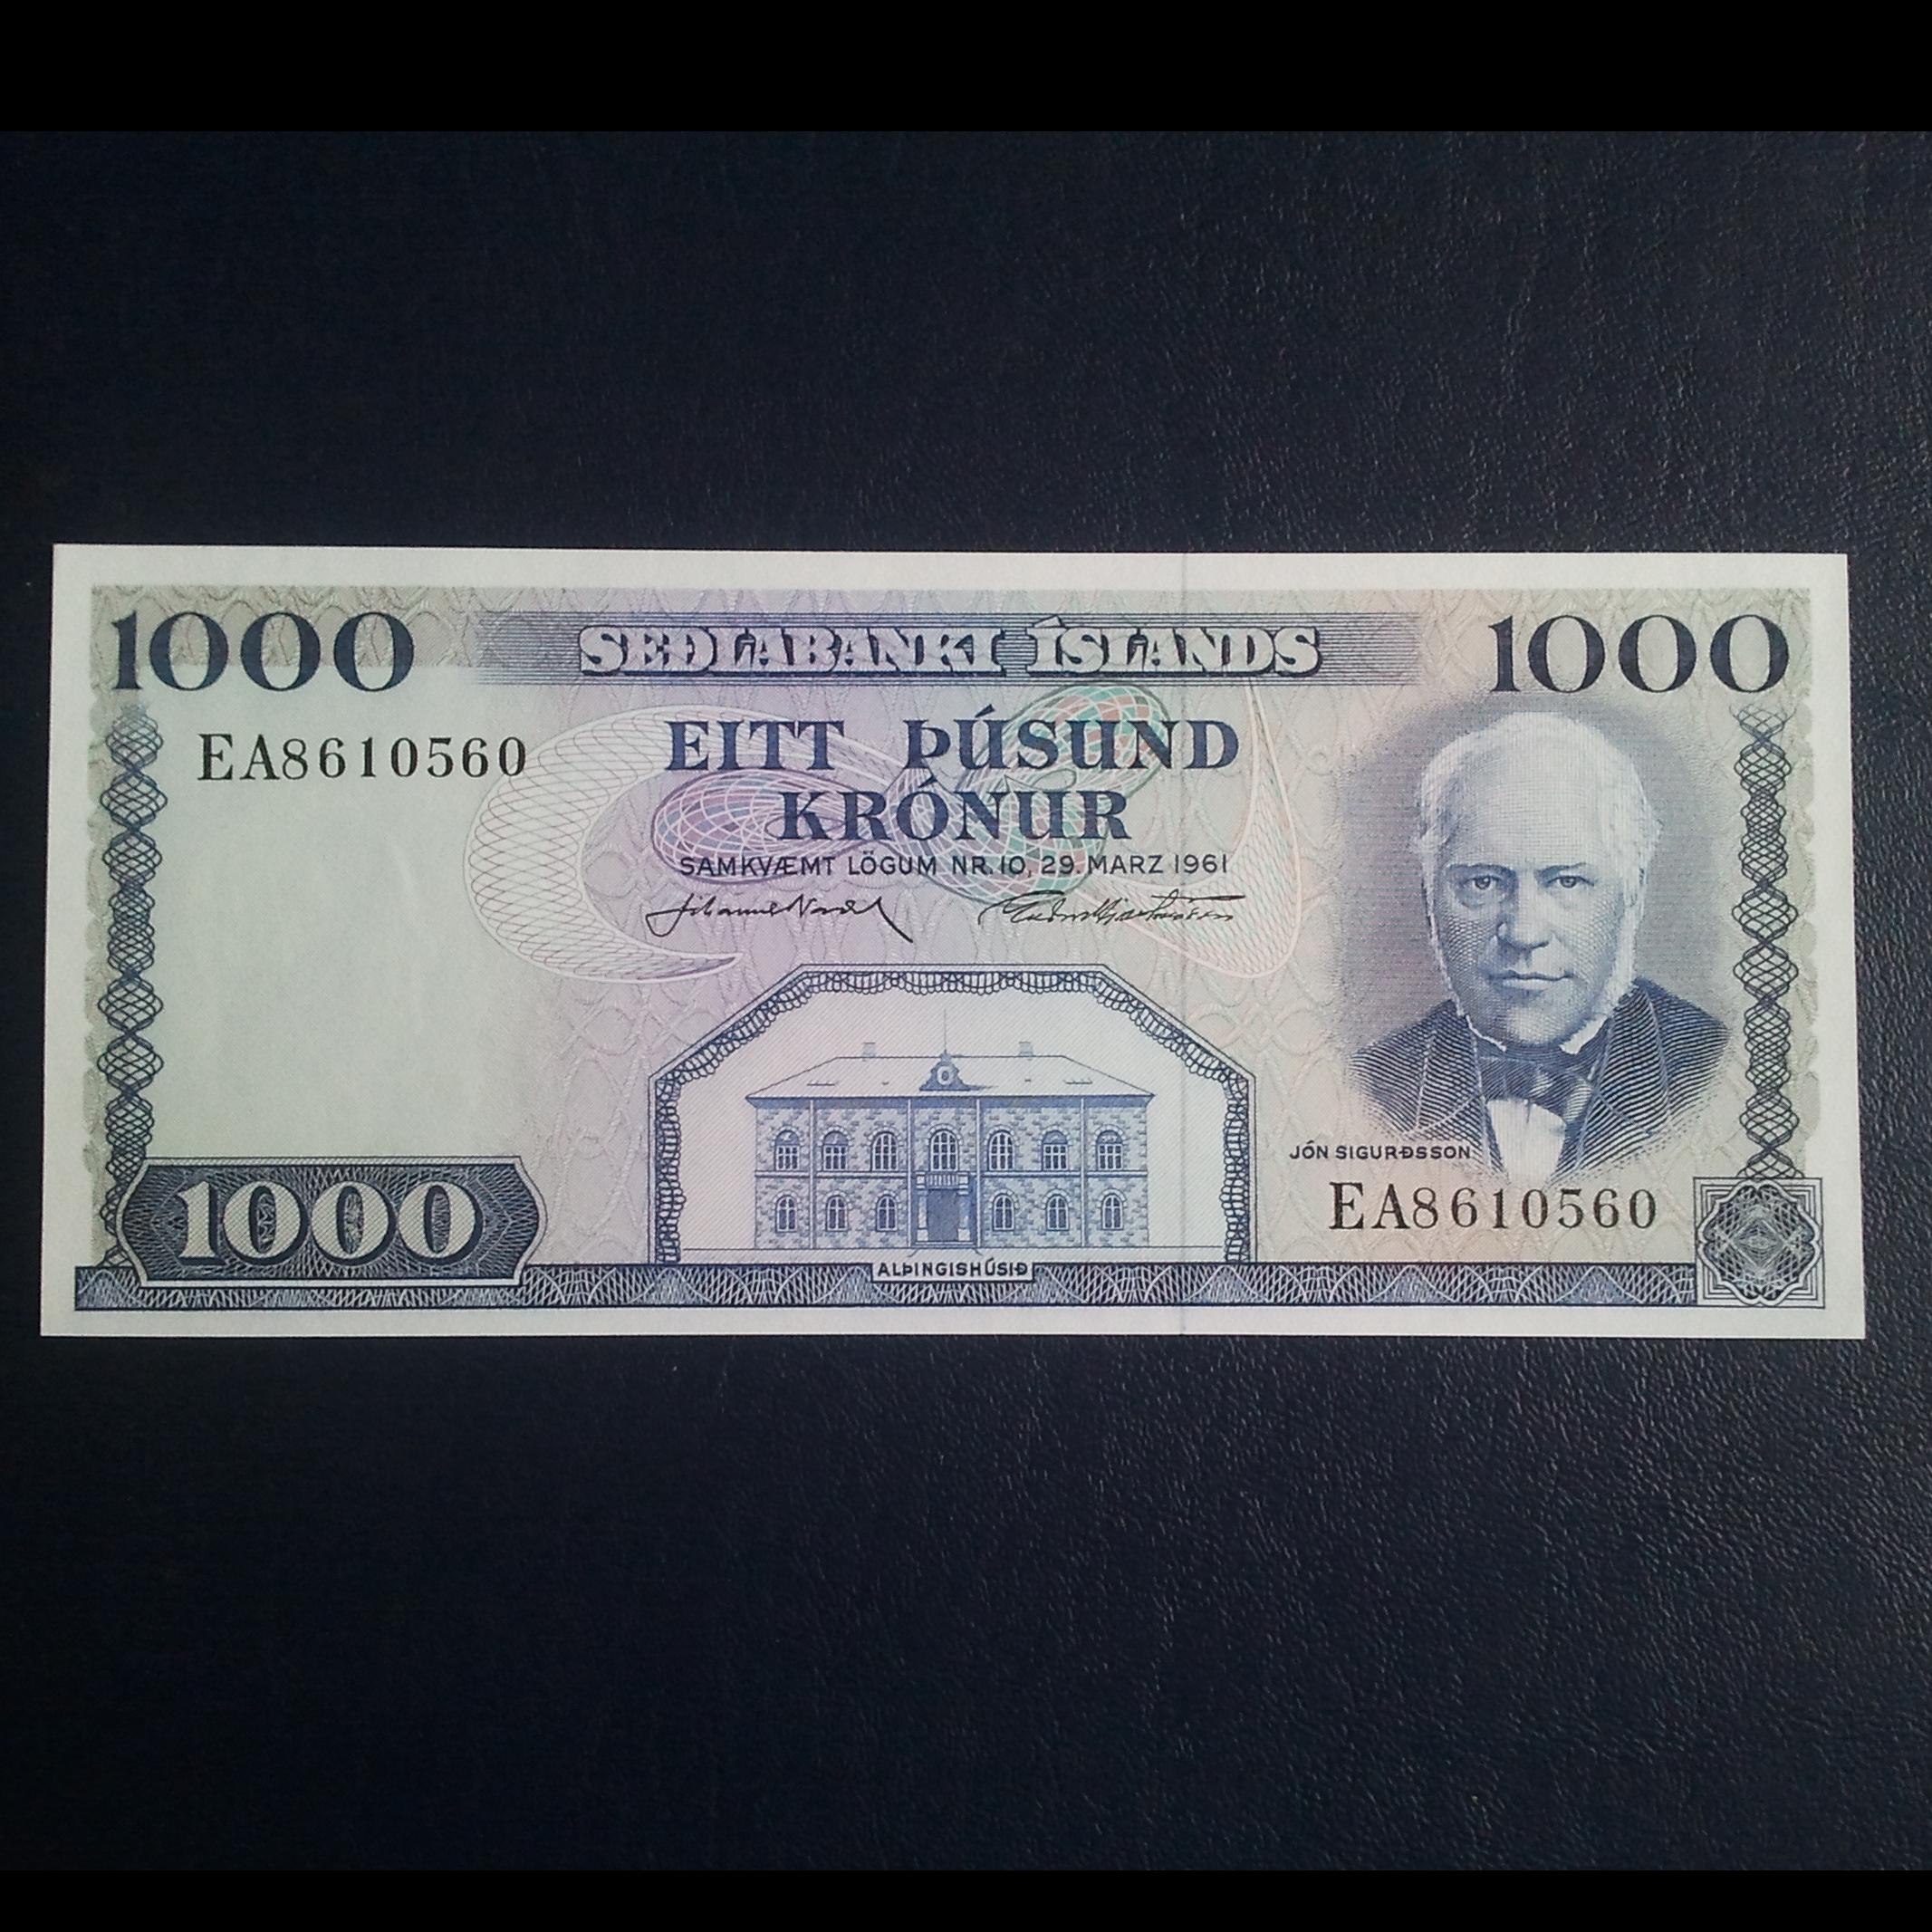 1000 SEÐLABANKI ÍSLANDS 1000
EA8610560
EITT ÞÚSUND
KRÓNUR
SAMKVÆMT LÖGUM NR. 10, 29. MARZ 1961
JÓN SIGURÐSSON
EA8610560
1000
ALÞINGISHÚSIÐ